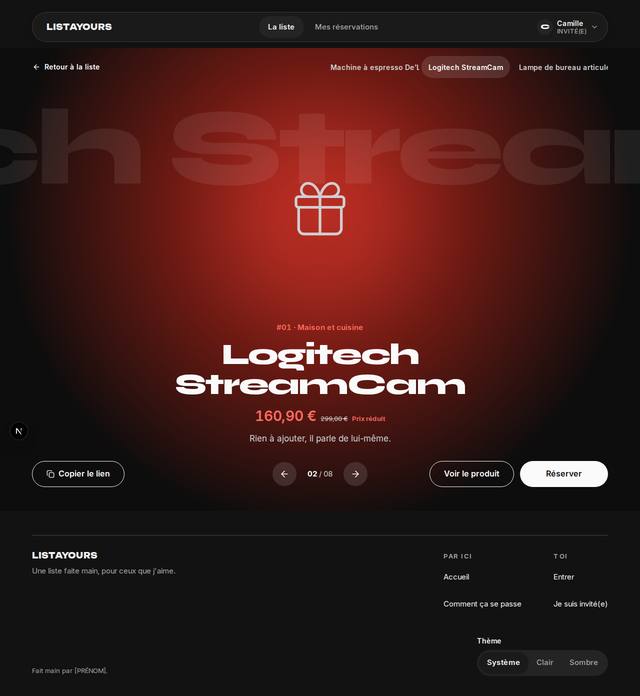 LISTAYOURS
La liste
Mes réservations
Camille
INVITÉ(E)
Retour à la liste
Machine à espresso De'L
Logitech StreamCam
Lampe de bureau articulé
ch Strear
#01 · Maison et cuisine
Logitech
StreamCam
160,90 € 299,00 € Prix réduit
Rien à ajouter, il parle de lui-même.
N
Copier le lien
02 / 08
Voir le produit
Réserver
LISTAYOURS
Une liste faite main, pour ceux que j'aime.
PAR ICI
Accueil
Comment ça se passe
TOI
Entrer
Je suis invité(e)
Thème
Système
Clair
Sombre
Fait main par [PRÉNOM].